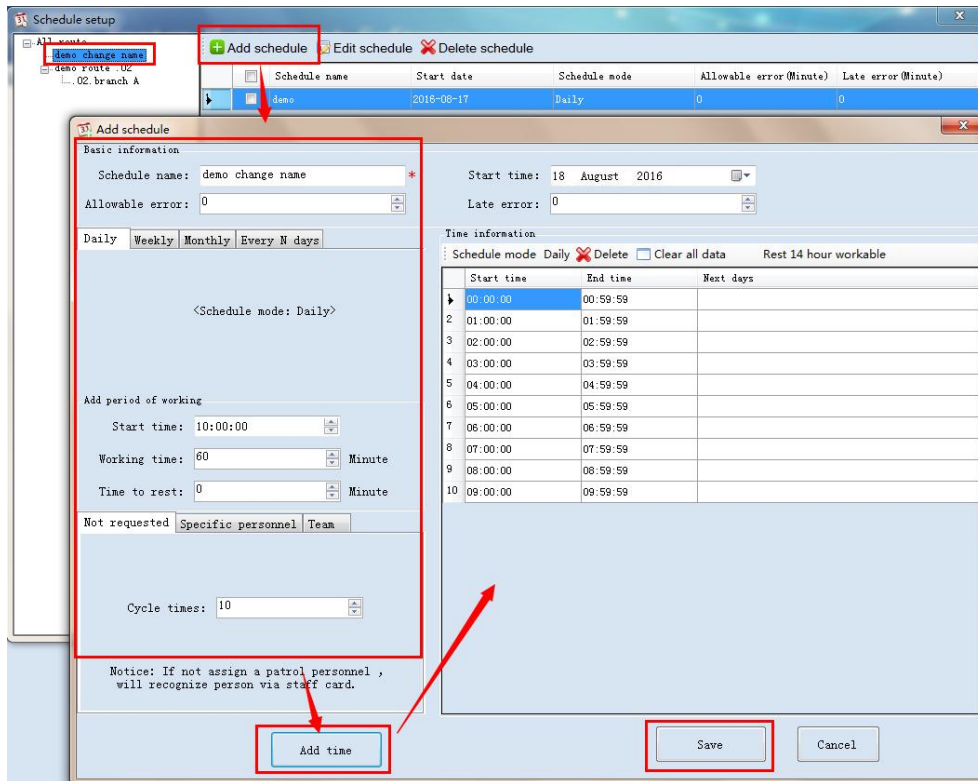 Schedule setup
All route
demo change name
demo route .02
.02.branch A
Add schedule Edit schedule Delete schedule
Schedule name Start date Schedule mode Allowable error(Minute) Late error(Minute)
demo 2016-08-17 Daily 0 0
Add schedule
Basic information
Schedule name: demo change name *
Start time: 18 August 2016
Allowable error: 0
Late error: 0
Daily Weekly Monthly Every N days
<Schedule mode: Daily>
Time information
Schedule mode Daily Delete Clear all data Rest 14 hour workable
Start time End time Next days
00:00:00 00:59:59
2 01:00:00 01:59:59
3 02:00:00 02:59:59
4 03:00:00 03:59:59
5 04:00:00 04:59:59
6 05:00:00 05:59:59
7 06:00:00 06:59:59
8 07:00:00 07:59:59
9 08:00:00 08:59:59
10 09:00:00 09:59:59
Add period of working
Start time: 10:00:00
Working time: 60 Minute
Time to rest: 0 Minute
Not requested Specific personnel Team
Cycle times: 10
Notice: If not assign a patrol personnel ,
will recognize person via staff card.
Add time
Save
Cancel